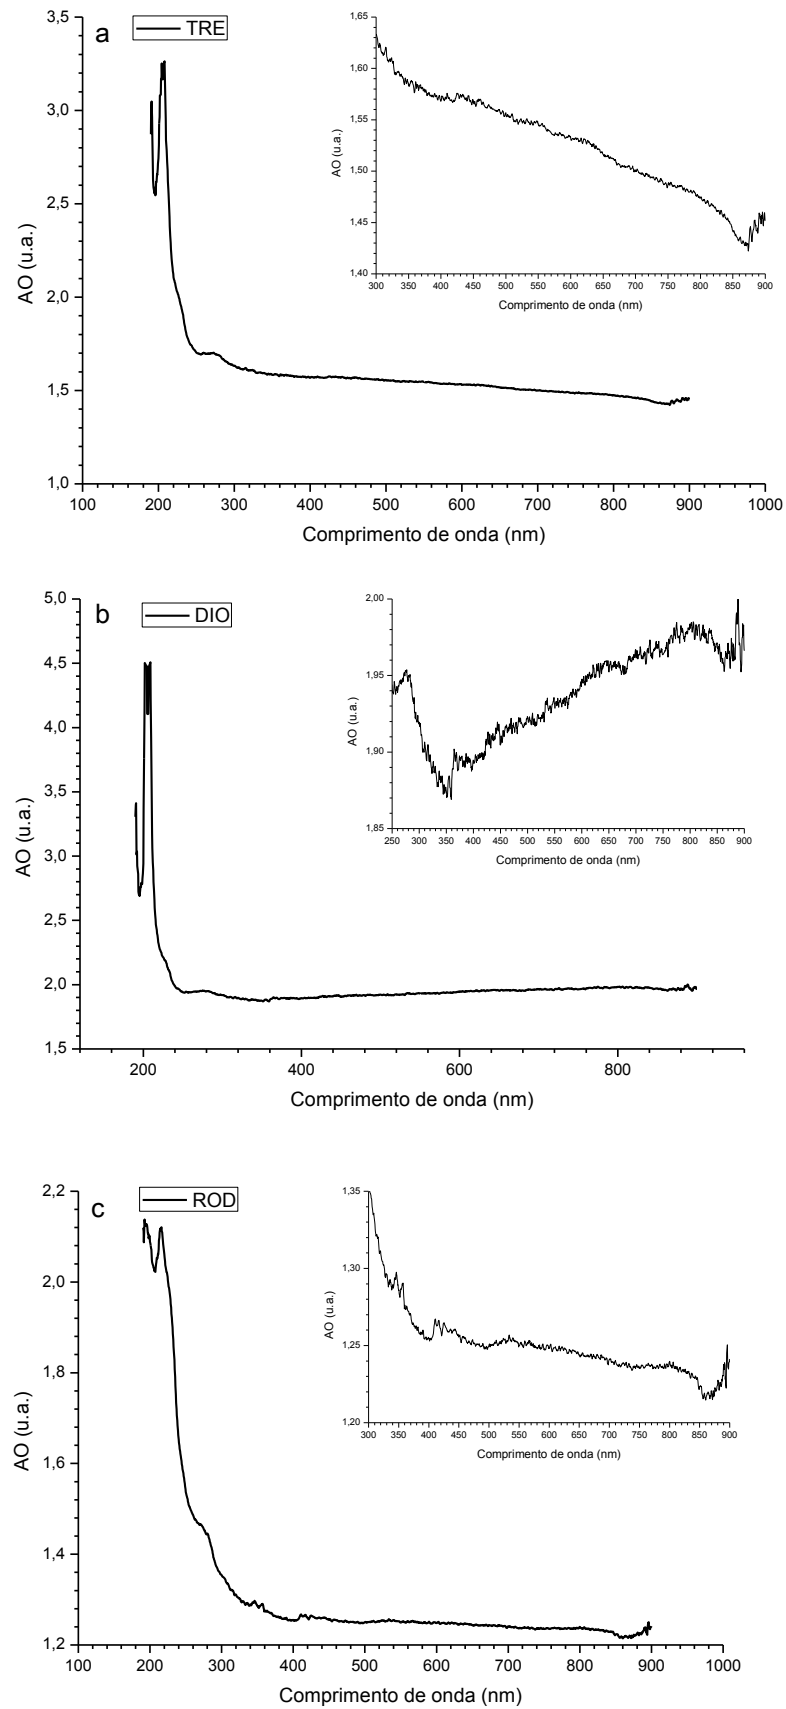 a
TRE
3,5
3,0
2,5
2,0
1,5
1,0
AO (u.a.)
100 200 300 400 500 600 700 800 900 1000
Comprimento de onda (nm)
1,65
1,60
1,55
1,50
1,45
1,40
AO (u.a.)
300 350 400 450 500 550 600 650 700 750 800 850 900
Comprimento de onda (nm)
b
DIO
5,0
4,5
4,0
3,5
3,0
2,5
2,0
1,5
AO (u.a.)
200 400 600 800
Comprimento de onda (nm)
2,00
1,95
1,90
1,85
AO (u.a.)
250 300 350 400 450 500 550 600 650 700 750 800 850 900
Comprimento de onda (nm)
c
ROD
2,2
2,0
1,8
1,6
1,4
1,2
AO (u.a.)
100 200 300 400 500 600 700 800 900 1000
Comprimento de onda (nm)
1,35
1,30
1,25
1,20
AO (u.a.)
300 350 400 450 500 550 600 650 700 750 800 850 900
Comprimento de onda (nm)